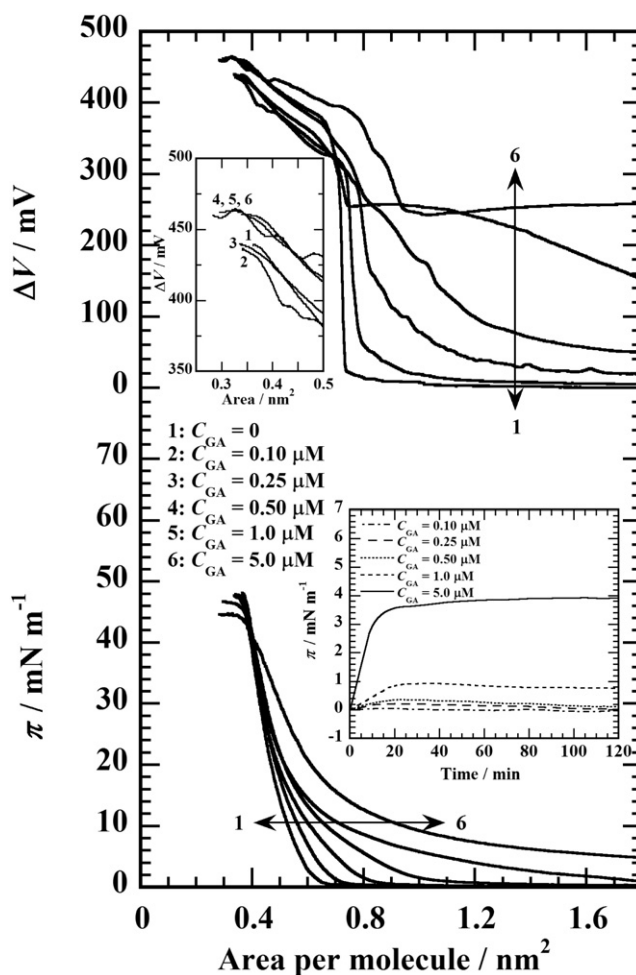 500
400
300
200
100
0
ΔV / mV
6
1
500
450
400
350
ΔV / mV
4, 5, 6
1
3
2
0.3 0.4 0.5
Area / nm²
1: C_GA = 0
2: C_GA = 0.10 μM
3: C_GA = 0.25 μM
4: C_GA = 0.50 μM
5: C_GA = 1.0 μM
6: C_GA = 5.0 μM
70
60
50
40
30
20
10
0
π / mN m⁻¹
1 6
7
6
5
4
3
2
1
0
-1
π / mN m⁻¹
C_GA = 0.10 μM
C_GA = 0.25 μM
C_GA = 0.50 μM
C_GA = 1.0 μM
C_GA = 5.0 μM
0 20 40 60 80 100 120
Time / min
0 0.4 0.8 1.2 1.6
Area per molecule / nm²